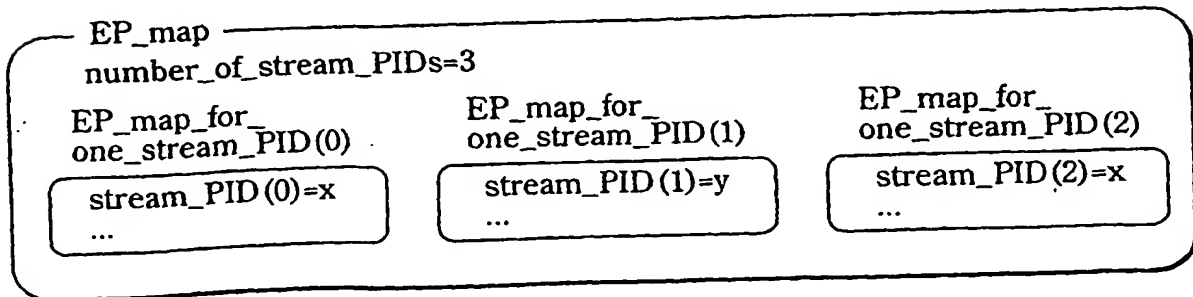 EP_map
number_of_stream_PIDs=3
EP_map_for_
one_stream_PID(0)
stream_PID(0)=x
...
EP_map_for_
one_stream_PID(1)
stream_PID(1)=y
...
EP_map_for_
one_stream_PID(2)
stream_PID(2)=x
...